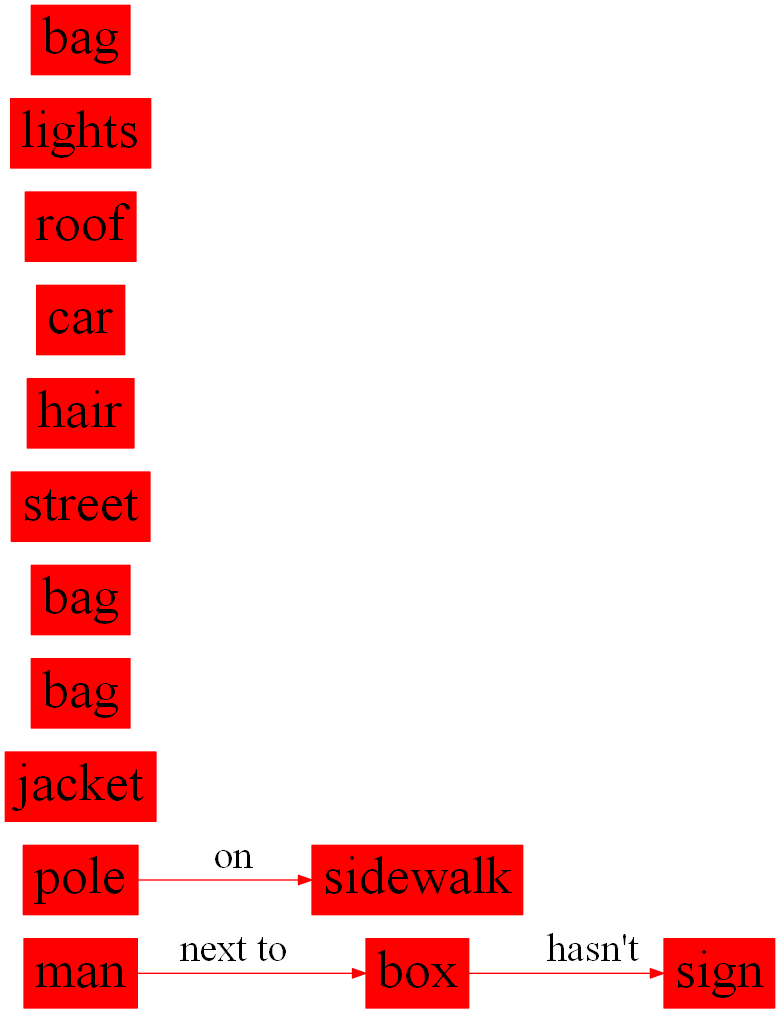 bag
lights
roof
car
hair
street
bag
bag
jacket
pole on sidewalk
man next to box hasn't sign